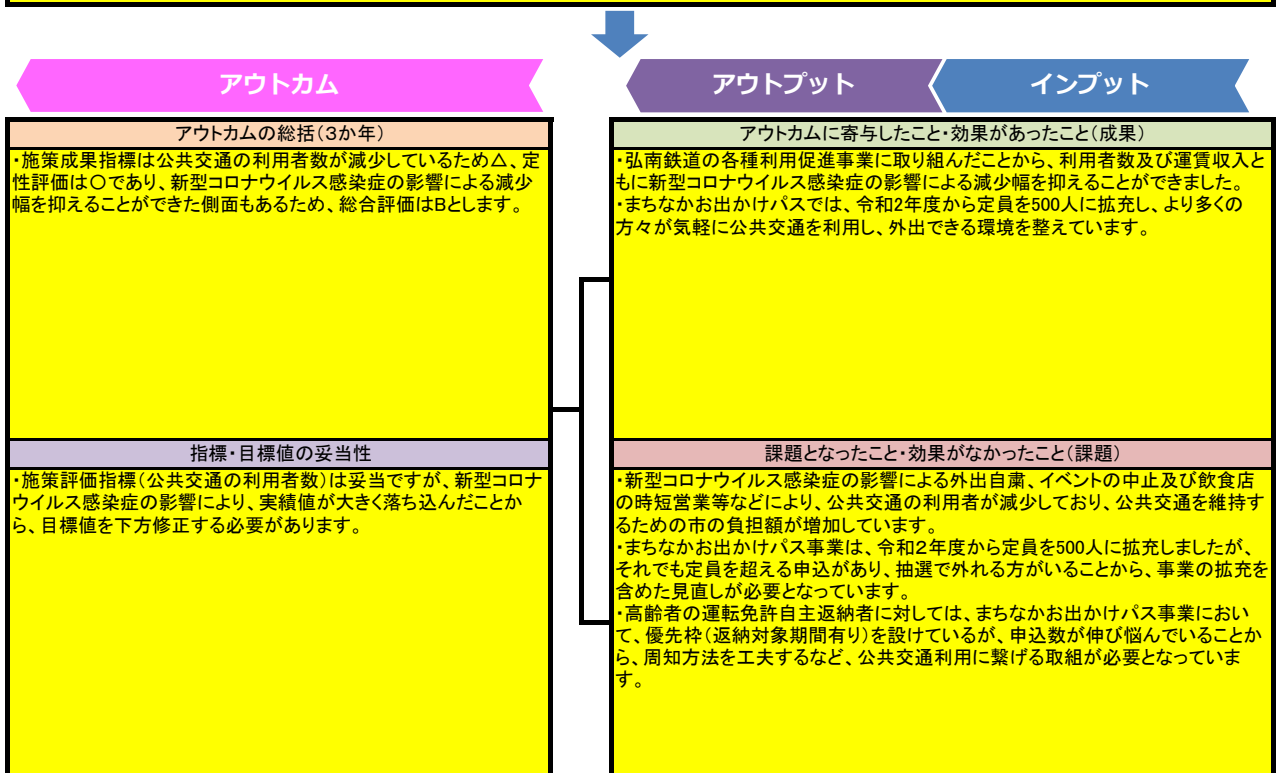 アウトカム
アウトプット
インプット
アウトカムの総括(3か年)
・施策成果指標は公共交通の利用者数が減少しているため△、定
性評価は〇であり、新型コロナウイルス感染症の影響による減少
幅を抑えることができた側面もあるため、総合評価はBとします。
指標・目標値の妥当性
・施策評価指標(公共交通の利用者数)は妥当ですが、新型コロナ
ウイルス感染症の影響により、実績値が大きく落ち込んだことか
ら、目標値を下方修正する必要があります。
アウトカムに寄与したこと・効果があったこと(成果)
・弘南鉄道の各種利用促進事業に取り組んだことから、利用者数及び運賃収入と
もに新型コロナウイルス感染症の影響による減少幅を抑えることができました。
・まちなかお出かけパスでは、令和2年度から定員を500人に拡充し、より多くの
方々が気軽に公共交通を利用し、外出できる環境を整えています。
課題となったこと・効果がなかったこと(課題)
・新型コロナウイルス感染症の影響による外出自粛、イベントの中止及び飲食店
の時短営業等などにより、公共交通の利用者が減少しており、公共交通を維持す
るための市の負担額が増加しています。
・まちなかお出かけパス事業は、令和２年度から定員を500人に拡充しましたが、
それでも定員を超える申込があり、抽選で外れる方がいることから、事業の拡充を
含めた見直しが必要となっています。
・高齢者の運転免許自主返納者に対しては、まちなかお出かけパス事業におい
て、優先枠(返納対象期間有り)を設けているが、申込数が伸び悩んでいることか
ら、周知方法を工夫するなど、公共交通利用に繋げる取組が必要となっていま
す。